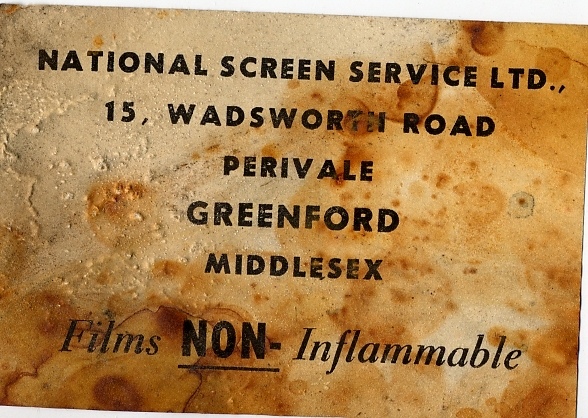 NATIONAL SCREEN SERVICE LTD.,
15, WADSWORTH ROAD
PERIVALE
GREENFORD
MIDDLESEX
Films NON- Inflammable